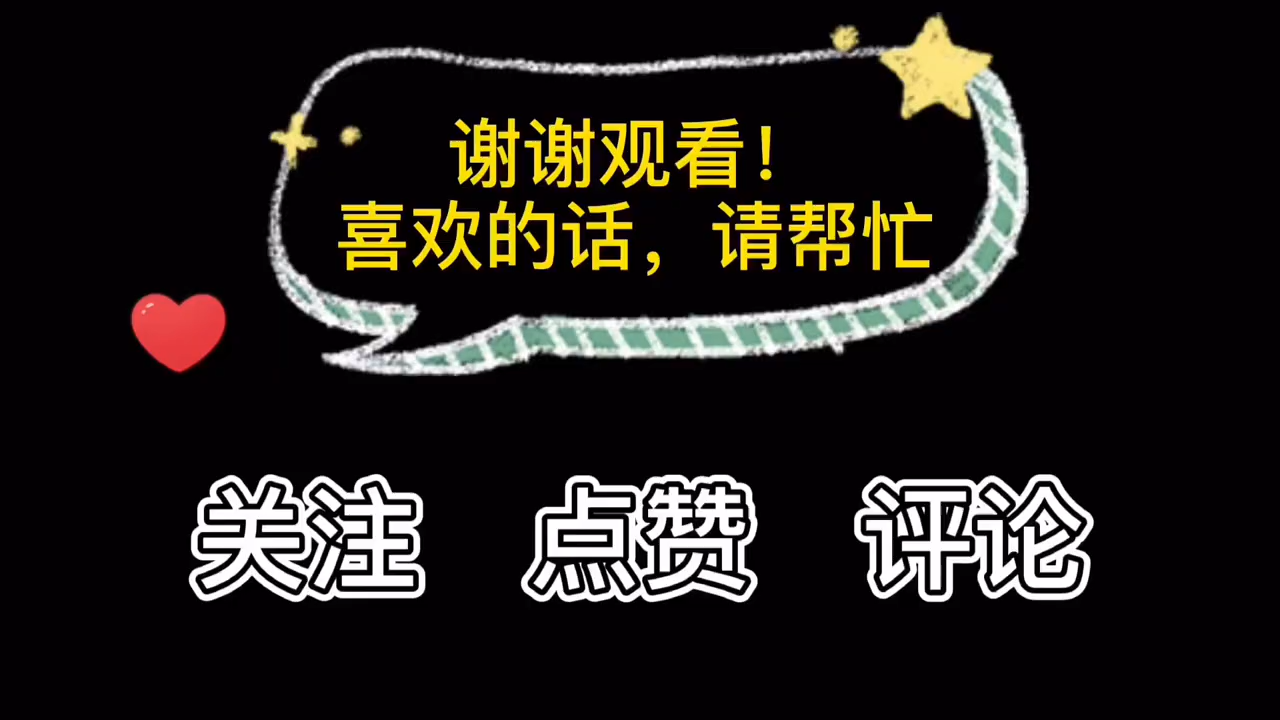 谢谢观看！
喜欢的话，请帮忙
关注 点赞 评论